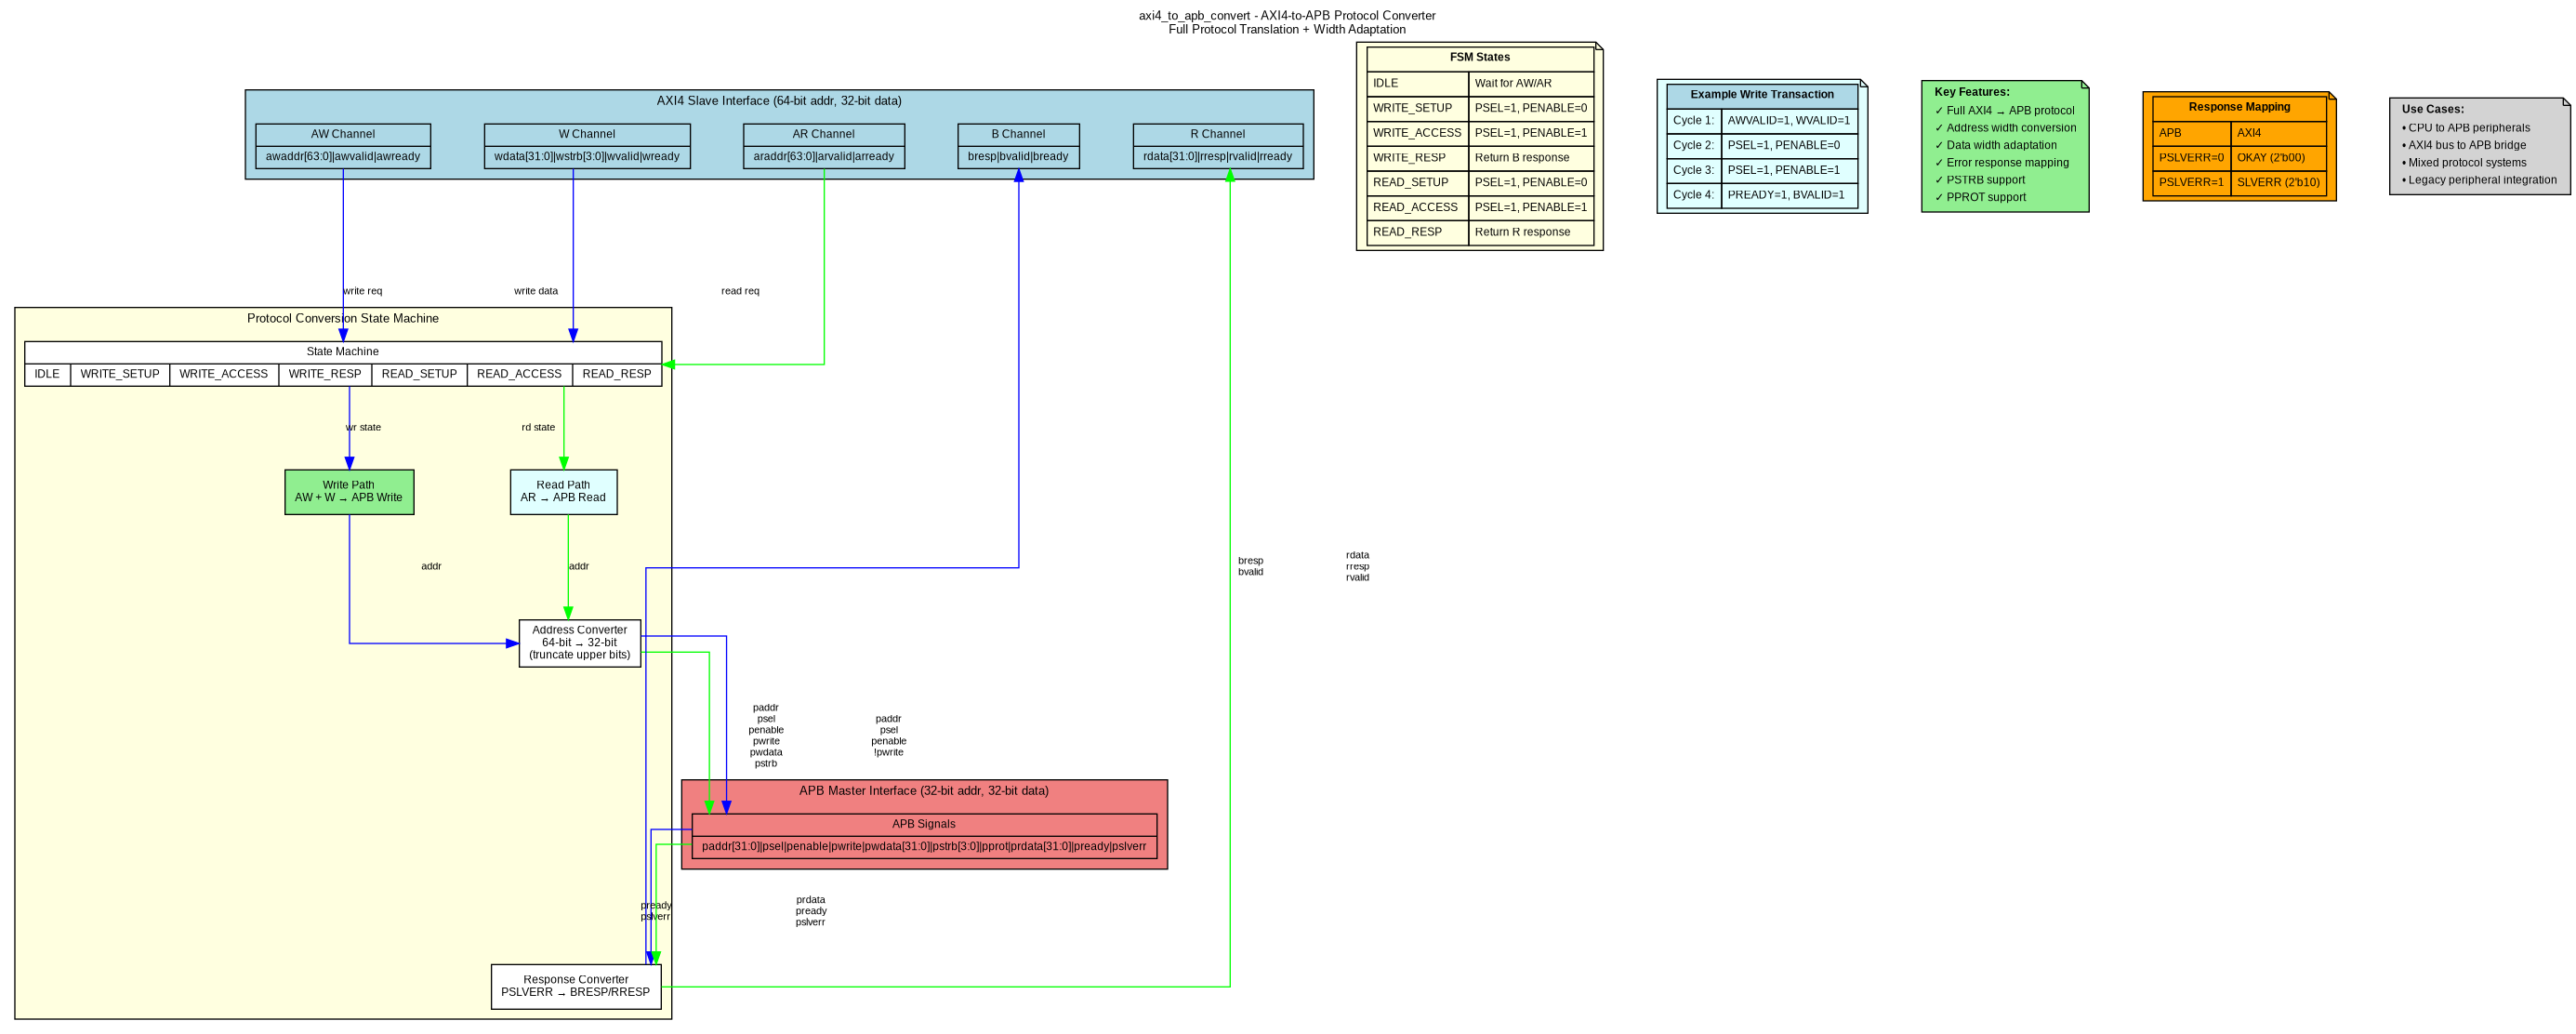 axi4_to_apb_convert - AXI4-to-APB Protocol Converter
Full Protocol Translation + Width Adaptation
AXI4 Slave Interface (64-bit addr, 32-bit data)
AW Channel
awaddr[63:0]|awvalid|awready
W Channel
wdata[31:0]|wstrb[3:0]|wvalid|wready
AR Channel
araddr[63:0]|arvalid|arready
B Channel
bresp|bvalid|bready
R Channel
rdata[31:0]|rresp|rvalid|rready
FSM States
IDLE Wait for AW/AR
WRITE_SETUP PSEL=1, PENABLE=0
WRITE_ACCESS PSEL=1, PENABLE=1
WRITE_RESP Return B response
READ_SETUP PSEL=1, PENABLE=0
READ_ACCESS PSEL=1, PENABLE=1
READ_RESP Return R response
Example Write Transaction
Cycle 1: AWVALID=1, WVALID=1
Cycle 2: PSEL=1, PENABLE=0
Cycle 3: PSEL=1, PENABLE=1
Cycle 4: PREADY=1, BVALID=1
Key Features:
✓ Full AXI4 → APB protocol
✓ Address width conversion
✓ Data width adaptation
✓ Error response mapping
✓ PSTRB support
✓ PPROT support
Response Mapping
APB AXI4
PSLVERR=0 OKAY (2'b00)
PSLVERR=1 SLVERR (2'b10)
Use Cases:
• CPU to APB peripherals
• AXI4 bus to APB bridge
• Mixed protocol systems
• Legacy peripheral integration
write req
write data
read req
Protocol Conversion State Machine
State Machine
IDLE WRITE_SETUP WRITE_ACCESS WRITE_RESP READ_SETUP READ_ACCESS READ_RESP
wr state
rd state
Write Path
AW + W → APB Write
Read Path
AR → APB Read
addr
addr
bresp
bvalid
rdata
rresp
rvalid
Address Converter
64-bit → 32-bit
(truncate upper bits)
paddr
psel
penable
pwrite
pwdata
pstrb
paddr
psel
penable
!pwrite
APB Master Interface (32-bit addr, 32-bit data)
APB Signals
paddr[31:0]|psel|penable|pwrite|pwdata[31:0]|pstrb[3:0]|pprot|prdata[31:0]|pready|pslverr
pready
pslverr
prdata
pready
pslverr
Response Converter
PSLVERR → BRESP/RRESP